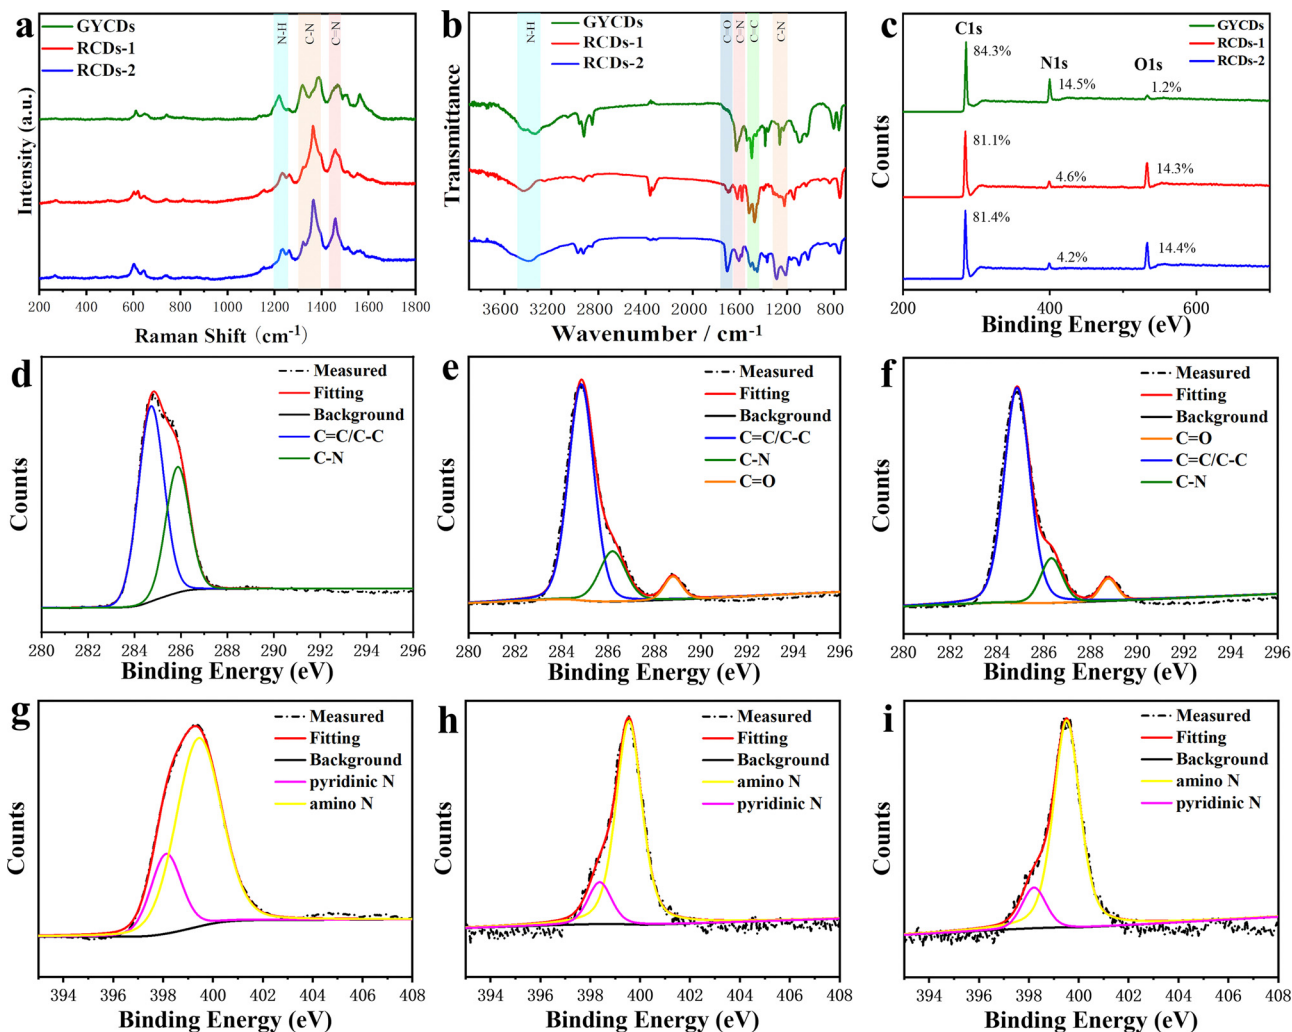 a
GYCDs
RCDs-1
RCDs-2
N-H
C-N
C=N
Intensity (a.u.)
200 400 600 800 1000 1200 1400 1600 1800
Raman Shift (cm-1)
b
GYCDs
RCDs-1
RCDs-2
N-H
C=O
C=N
C=C
C-N
Transmittance
3600 3200 2800 2400 2000 1600 1200 800
Wavenumber / cm-1
c
C1s
N1s
O1s
GYCDs
RCDs-1
RCDs-2
84.3%
14.5%
1.2%
81.1%
4.6%
14.3%
81.4%
4.2%
14.4%
Counts
200 400 600
Binding Energy (eV)
d
Measured
Fitting
Background
C=C/C-C
C-N
Counts
280 282 284 286 288 290 292 294 296
Binding Energy (eV)
e
Measured
Fitting
Background
C=C/C-C
C-N
C=O
Counts
280 282 284 286 288 290 292 294 296
Binding Energy (eV)
f
Measured
Fitting
Background
C=O
C=C/C-C
C-N
Counts
280 282 284 286 288 290 292 294 296
Binding Energy (eV)
g
Measured
Fitting
Background
pyridinic N
amino N
Counts
394 396 398 400 402 404 406 408
Binding Energy (eV)
h
Measured
Fitting
Background
amino N
pyridinic N
Counts
394 396 398 400 402 404 406 408
Binding Energy (eV)
i
Measured
Fitting
Background
amino N
pyridinic N
Counts
394 396 398 400 402 404 406 408
Binding Energy (eV)